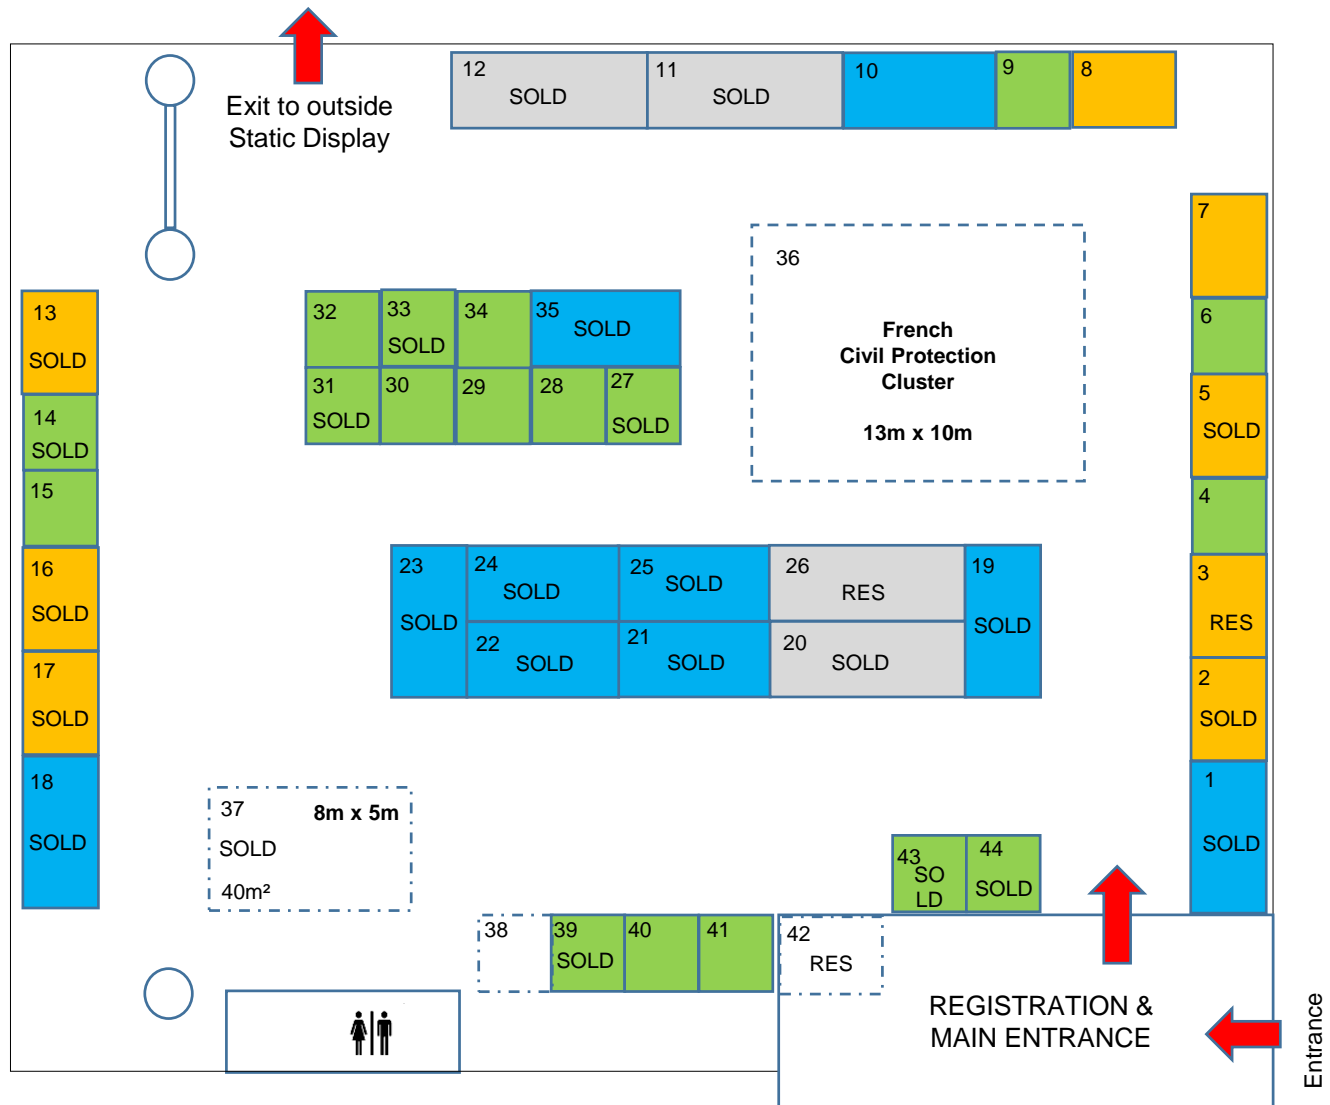 12
SOLD
11
SOLD
10
9
8
Exit to outside
Static Display
7
36
French
Civil Protection
Cluster
13m x 10m
6
5
SOLD
4
3
RES
2
SOLD
1
SOLD
13
SOLD
14
SOLD
15
16
SOLD
17
SOLD
18
SOLD
32
33
SOLD
34
35
SOLD
31
SOLD
30
29
28
27
SOLD
23
SOLD
24
SOLD
25
SOLD
26
RES
19
SOLD
22
SOLD
21
SOLD
20
SOLD
37
8m x 5m
SOLD
40m²
43
SO
LD
44
SOLD
38
39
SOLD
40
41
42
RES
REGISTRATION &
MAIN ENTRANCE
Entrance